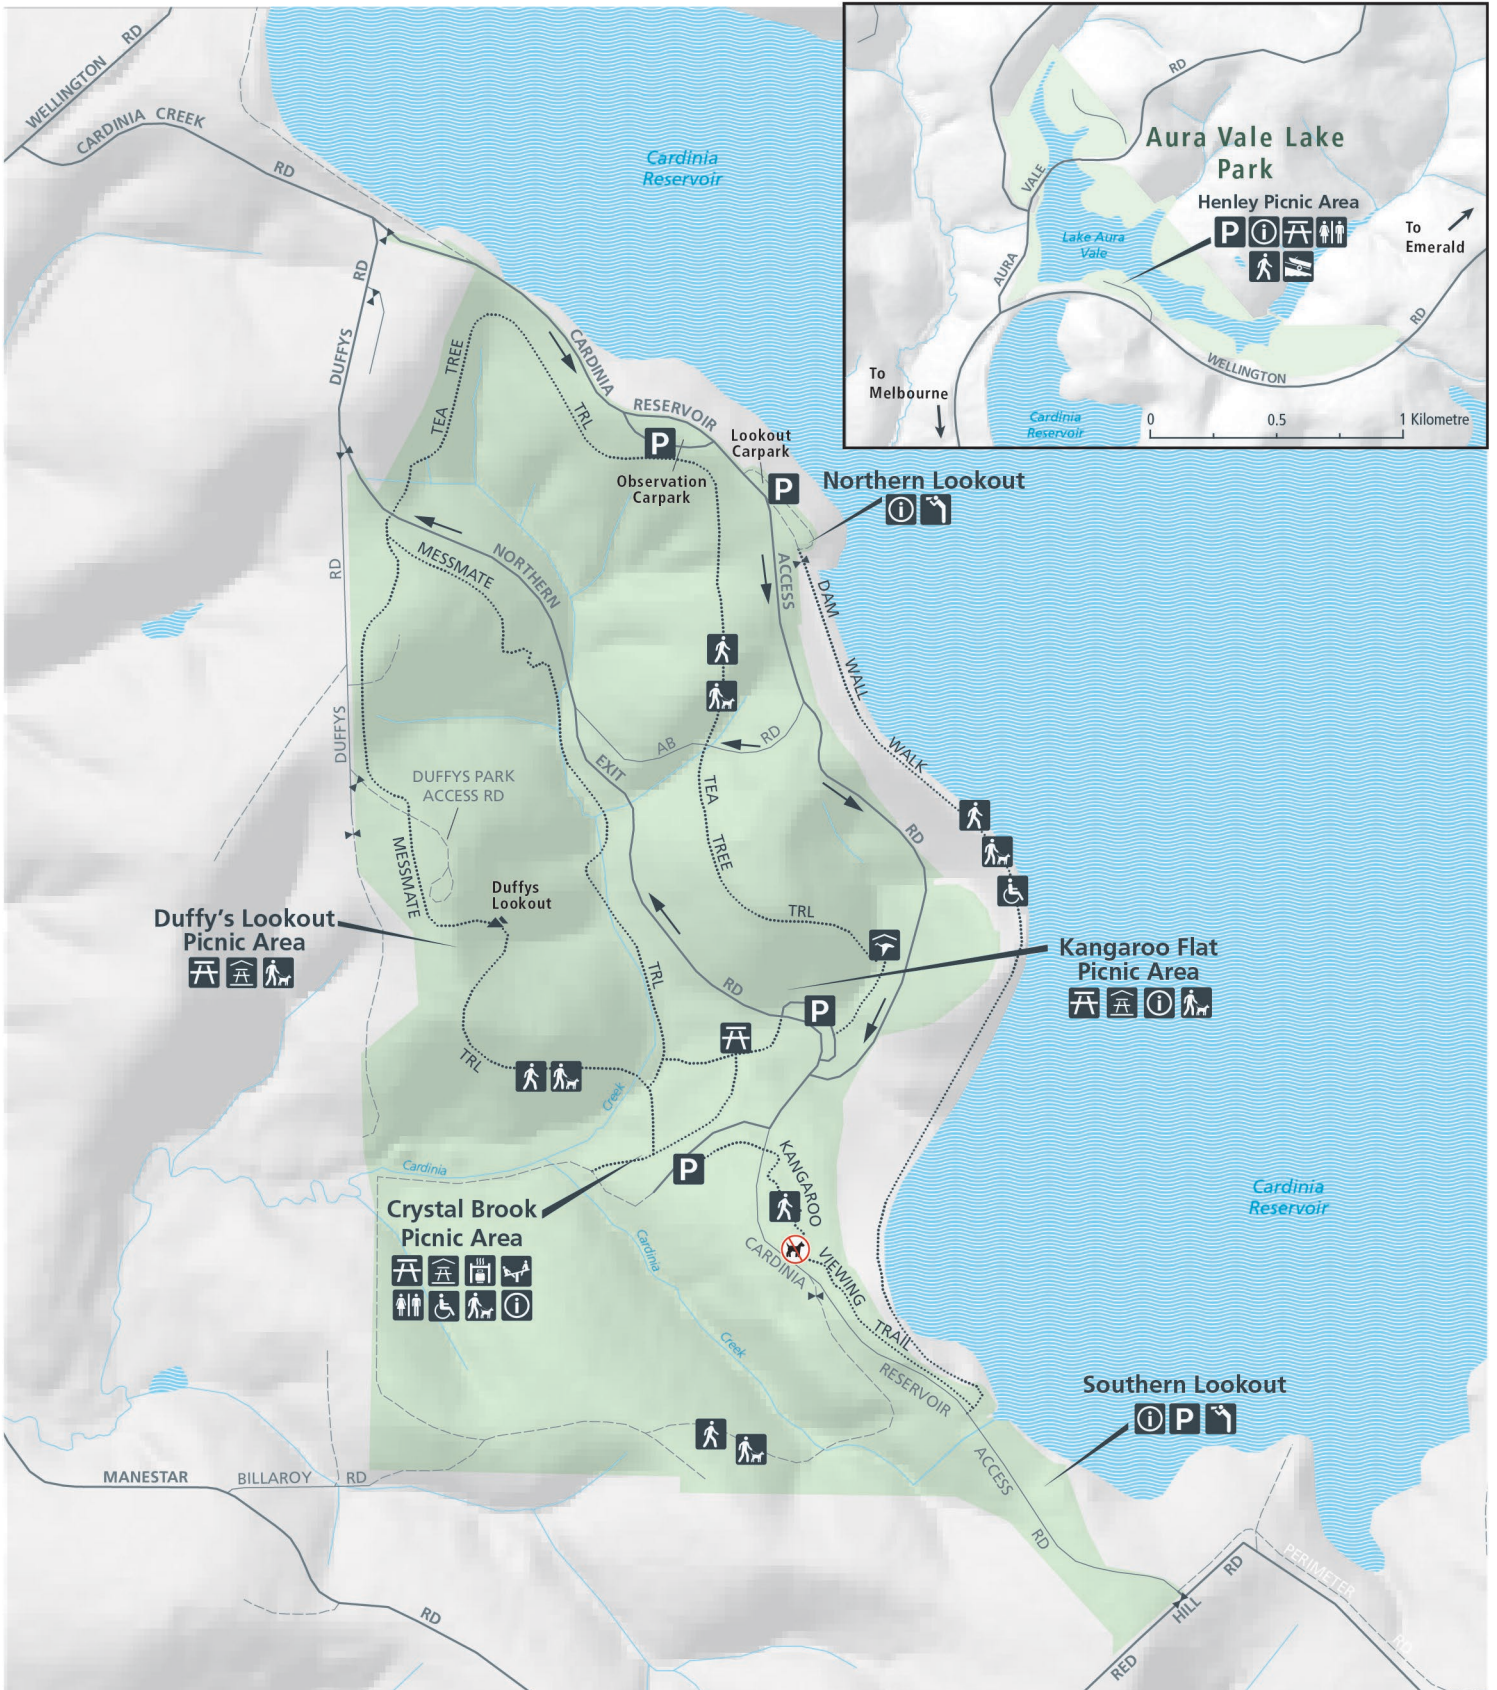 WELLINGTON RD
CARDINIA CREEK
RD
Cardinia
Reservoir
RD
DUFFYS
TEA TREE
TRL
CARDINIA
RESERVOIR
P
Observation
Carpark
Lookout
Carpark
P
Northern Lookout
i
ACCESS
DAM
WALL
WALK
RD
MESSMATE
NORTHERN
RD
DUFFYS
AB RD
EXIT
TEA
TREE
TRL
DUFFYS PARK
ACCESS RD
MESSMATE
Duffys
Lookout
Duffy's Lookout
Picnic Area
Kangaroo Flat
Picnic Area
i
TRL
RD
P
TRL
Creek
Cardinia
P
KANGAROO
VIEWING
TRAIL
Crystal Brook
Picnic Area
i
Cardinia
Creek
CARDINIA
RESERVOIR
ACCESS
RD
Cardinia
Reservoir
Southern Lookout
i P
MANESTAR
BILLAROY RD
RD
RED
HILL
RD
PERIMETER
RD
Aura Vale Lake
Park
Henley Picnic Area
P i
RD
VALE
AURA
Lake Aura
Vale
To
Emerald
To
Melbourne
WELLINGTON
RD
Cardinia
Reservoir
0 0.5 1 Kilometre